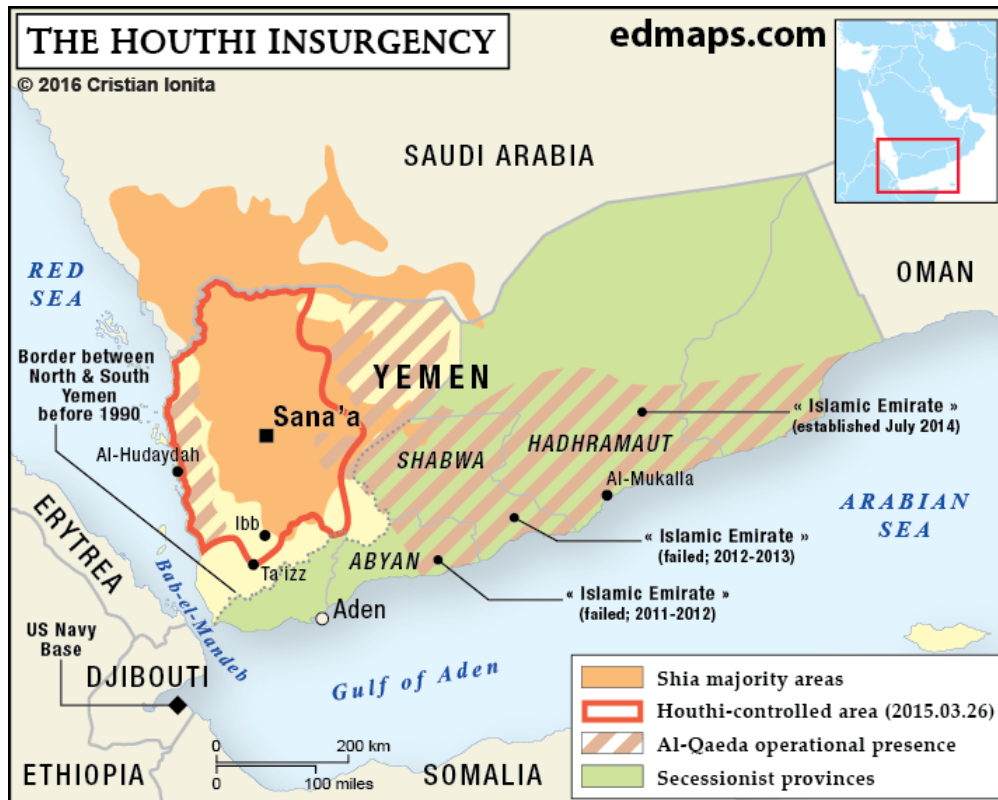 THE HOUTHI INSURGENCY
edmaps.com
© 2016 Cristian Ionita
SAUDI ARABIA
RED
SEA
OMAN
Border between
North & South
Yemen
before 1990
YEMEN
Sana'a
« Islamic Emirate »
(established July 2014)
Al-Hudaydah
SHABWA
HADHRAMAUT
Al-Mukalla
ARABIAN
SEA
ERYTREA
Ibb
« Islamic Emirate »
(failed; 2012-2013)
Ta'izz
ABYAN
« Islamic Emirate »
(failed; 2011-2012)
Bab-el-Mandeb
Aden
US Navy
Base
DJIBOUTI
Gulf of Aden
Shia majority areas
Houthi-controlled area (2015.03.26)
Al-Qaeda operational presence
Secessionist provinces
0 200 km
0 100 miles
ETHIOPIA
SOMALIA